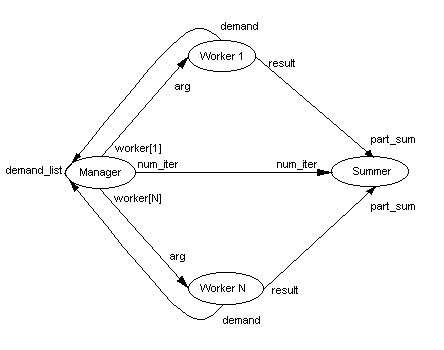 demand
Worker 1
result
arg
part_sum
worker[1]
num_iter
num_iter
demand_list
Manager
Summer
worker[N]
part_sum
arg
Worker N
result
demand